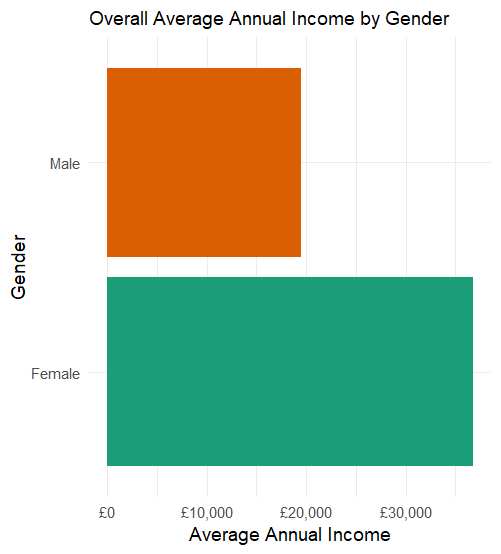 Overall Average Annual Income by Gender
Male
Gender
Female
£0
£10,000
£20,000
£30,000
Average Annual Income